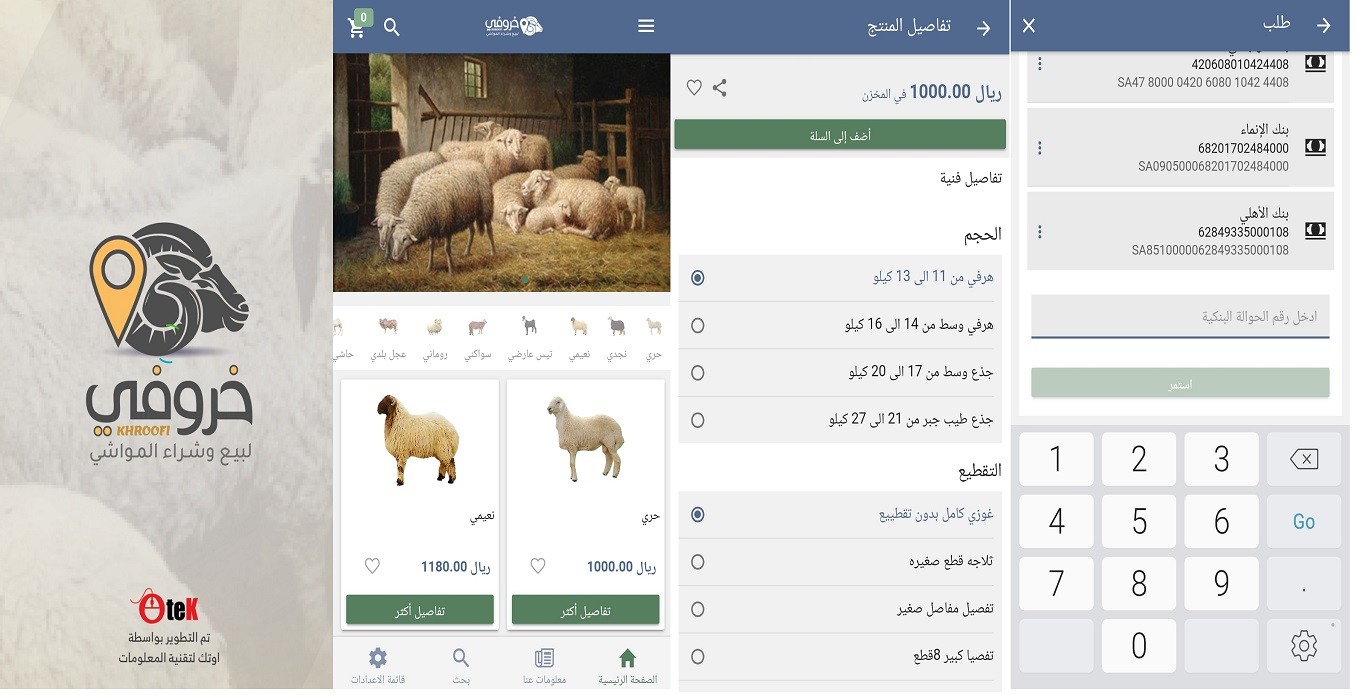 خروفي
KHROOFI
لبيع وشراء المواشي
OteK
تم التطوير بواسطة
اوتك لتقنية المعلومات
0
خروفي
KHROOFI
لبيع وشراء المواشي
حري
نجدي
نعيمي
تيس عارضي
سواكني
روماني
عجل بلدي
حاشي
حري
ريال 1000.00
تفاصيل أكثر
نعيمي
ريال 1180.00
تفاصيل أكثر
الصفحة الرئيسية
معلومات عنا
بحث
قائمة الاعدادات
تفاصيل المنتج
ريال 1000.00 في المخزن
أضف إلى السلة
تفاصيل فنية
الحجم
هرفي من 11 الى 13 كيلو
هرفي وسط من 14 الى 16 كيلو
جذع وسط من 17 الى 20 كيلو
جذع طيب جبر من 21 الى 27 كيلو
التقطيع
غوزي كامل بدون تقطييع
ثلاجه قطع صغيره
تفصيل مفاصل صغير
تفصيا كبير 8قطع
طلب
420608010424408
SA47 8000 0420 6080 1042 4408
بنك الإنماء
68201702484000
SA0905000068201702484000
بنك الأهلي
62849335000108
SA8510000062849335000108
ادخل رقم الحوالة البنكية
استمر
1 2 3
4 5 6 Go
7 8 9 .
0